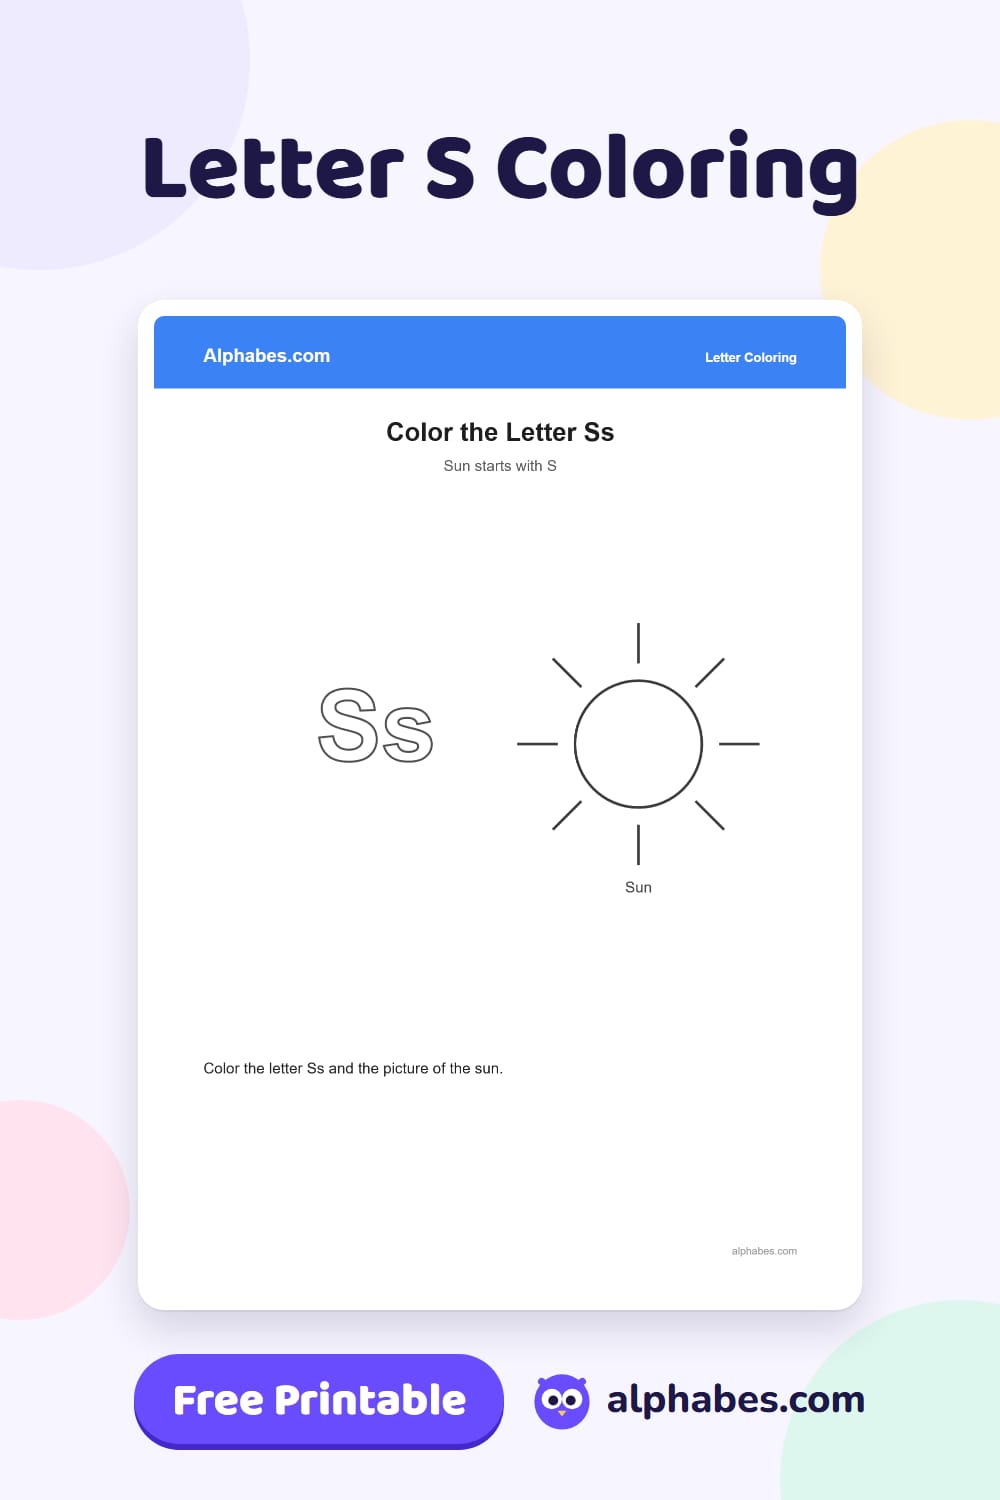 Letter S Coloring
Alphabes.com
Letter Coloring
Color the Letter Ss
Sun starts with S
Ss
Sun
Color the letter Ss and the picture of the sun.
alphabes.com
Free Printable
alphabes.com